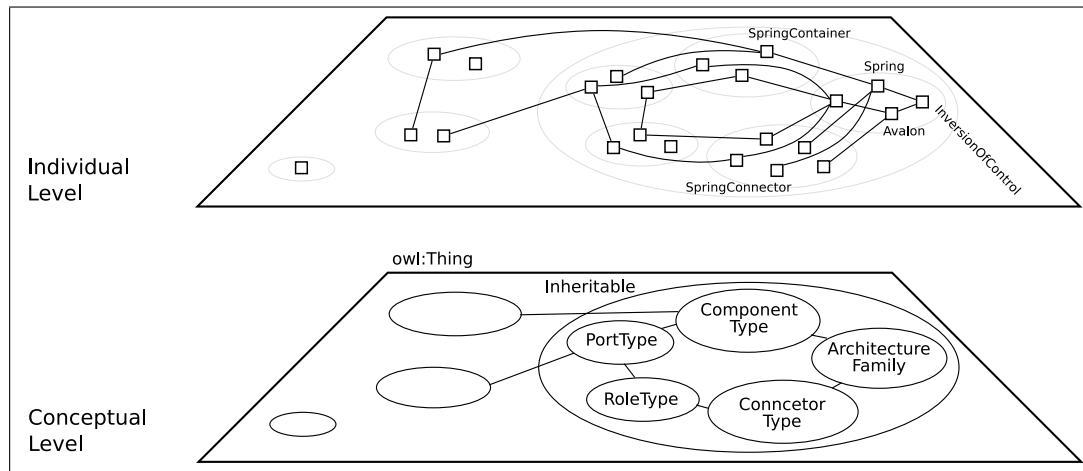 SpringContainer
Spring
Avalon
InversionOfControl
SpringConnector
Individual
Level
owl:Thing
Inheritable
Component
Type
PortType
Architecture
Family
RoleType
Conncetor
Type
Conceptual
Level